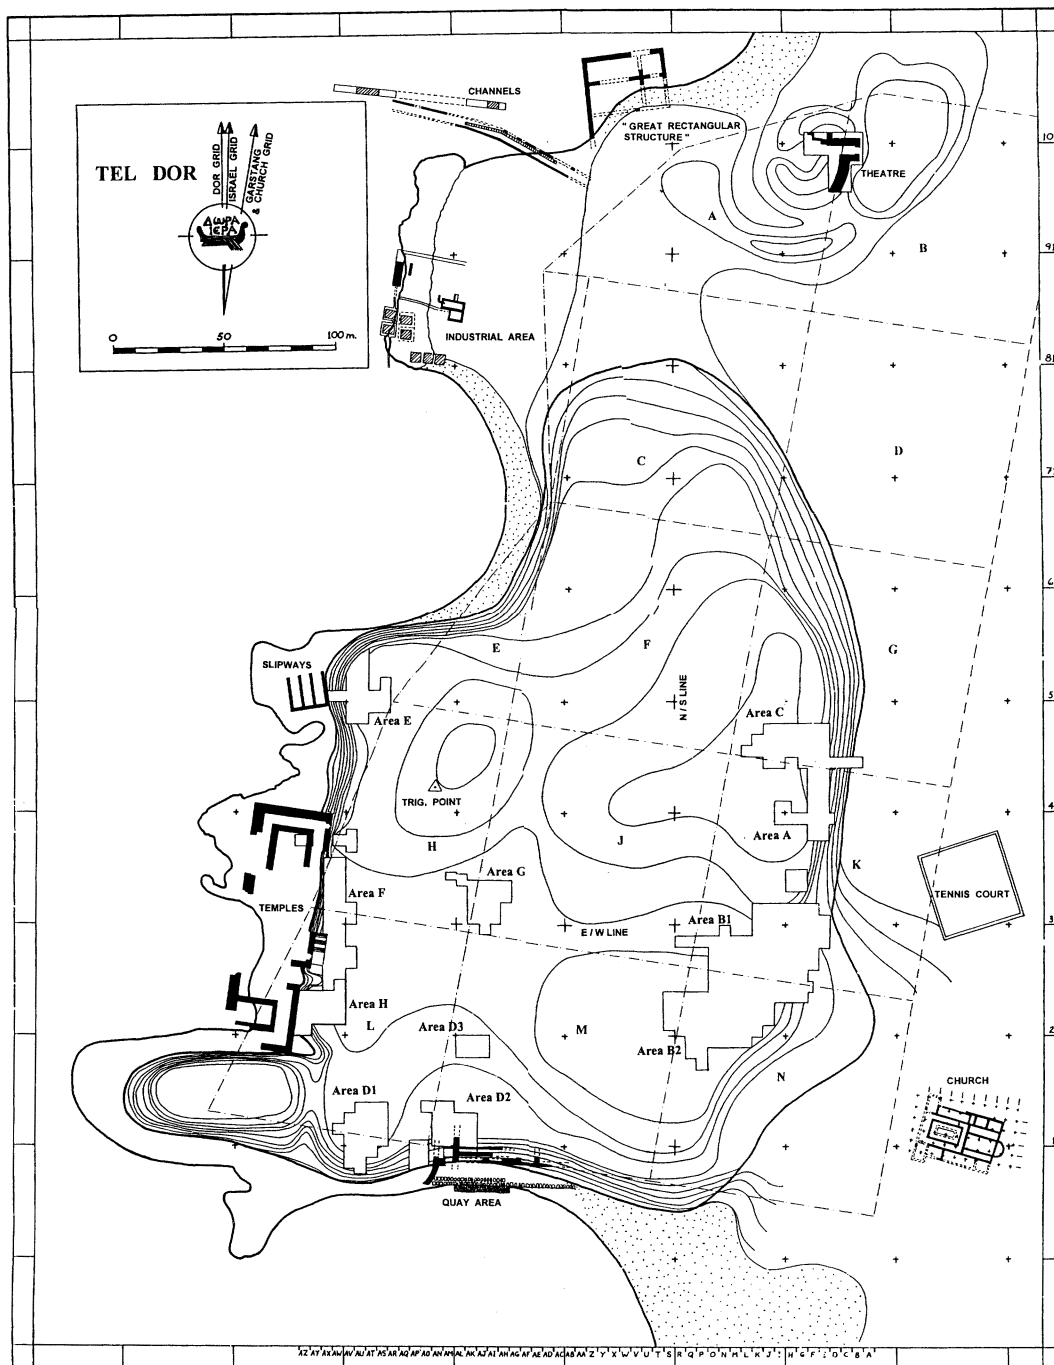 CHANNELS
" GREAT RECTANGULAR
STRUCTURE "
THEATRE
TEL DOR
DOR GRID
ISRAEL GRID
GARSTANG
& CHURCH GRID
ΔωΡΑ
ΙΕΡΑ
0 50 100 m.
INDUSTRIAL AREA
A
B
C
D
E
F
G
SLIPWAYS
N / S LINE
Area E
Area C
TRIG. POINT
H
J
Area A
K
TENNIS COURT
Area G
Area F
TEMPLES
Area B1
E / W LINE
Area H
L
Area D3
M
Area B2
N
Area D1
Area D2
CHURCH
QUAY AREA